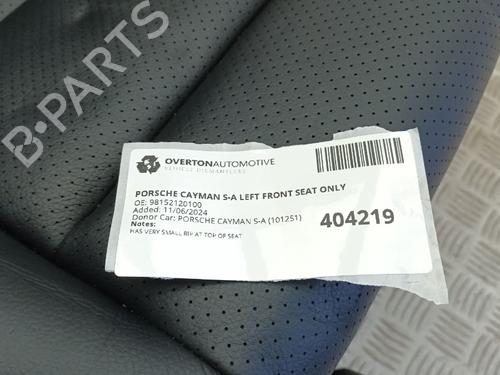 B-PARTS
OVERTONAUTOMOTIVE
VEHICLE DISMANTLERS
PORSCHE CAYMAN S-A LEFT FRONT SEAT ONLY
OE: 98152120100
Added: 11/06/2024
Donor Car: PORSCHE CAYMAN S-A (101251)
404219
Notes:
HAS VERY SMALL RIP AT TOP OF SEAT